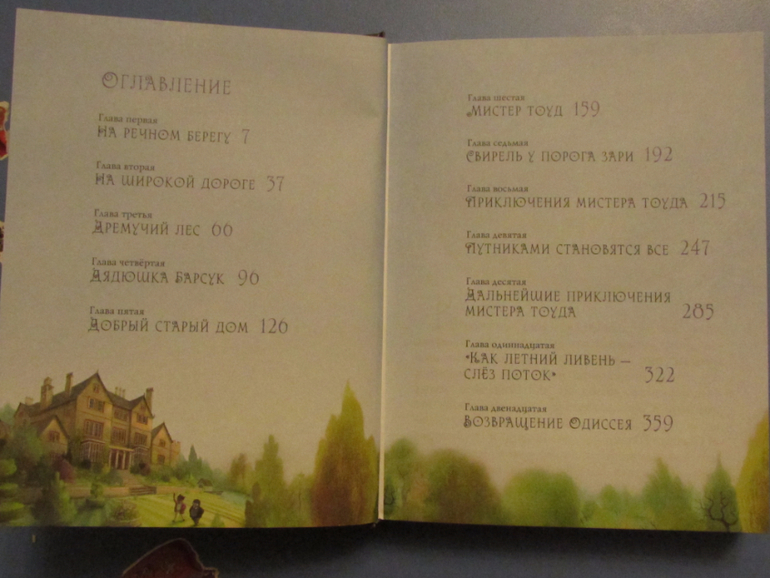 Оглавление
Глава первая
На речном берегу 7
Глава вторая
На широкой дороге 37
Глава третья
Дремучий лес 66
Глава четвёртая
Дядюшка Барсук 96
Глава пятая
Добрый старый дом 126
Глава шестая
Мистер Тоуд 159
Глава седьмая
Свирель у порога зари 192
Глава восьмая
Приключения мистера Тоуда 215
Глава девятая
Путниками становятся все 247
Глава десятая
Дальнейшие приключения
мистера Тоуда 285
Глава одиннадцатая
«Как летний ливень –
слёз поток» 322
Глава двенадцатая
Возвращение Одиссея 359